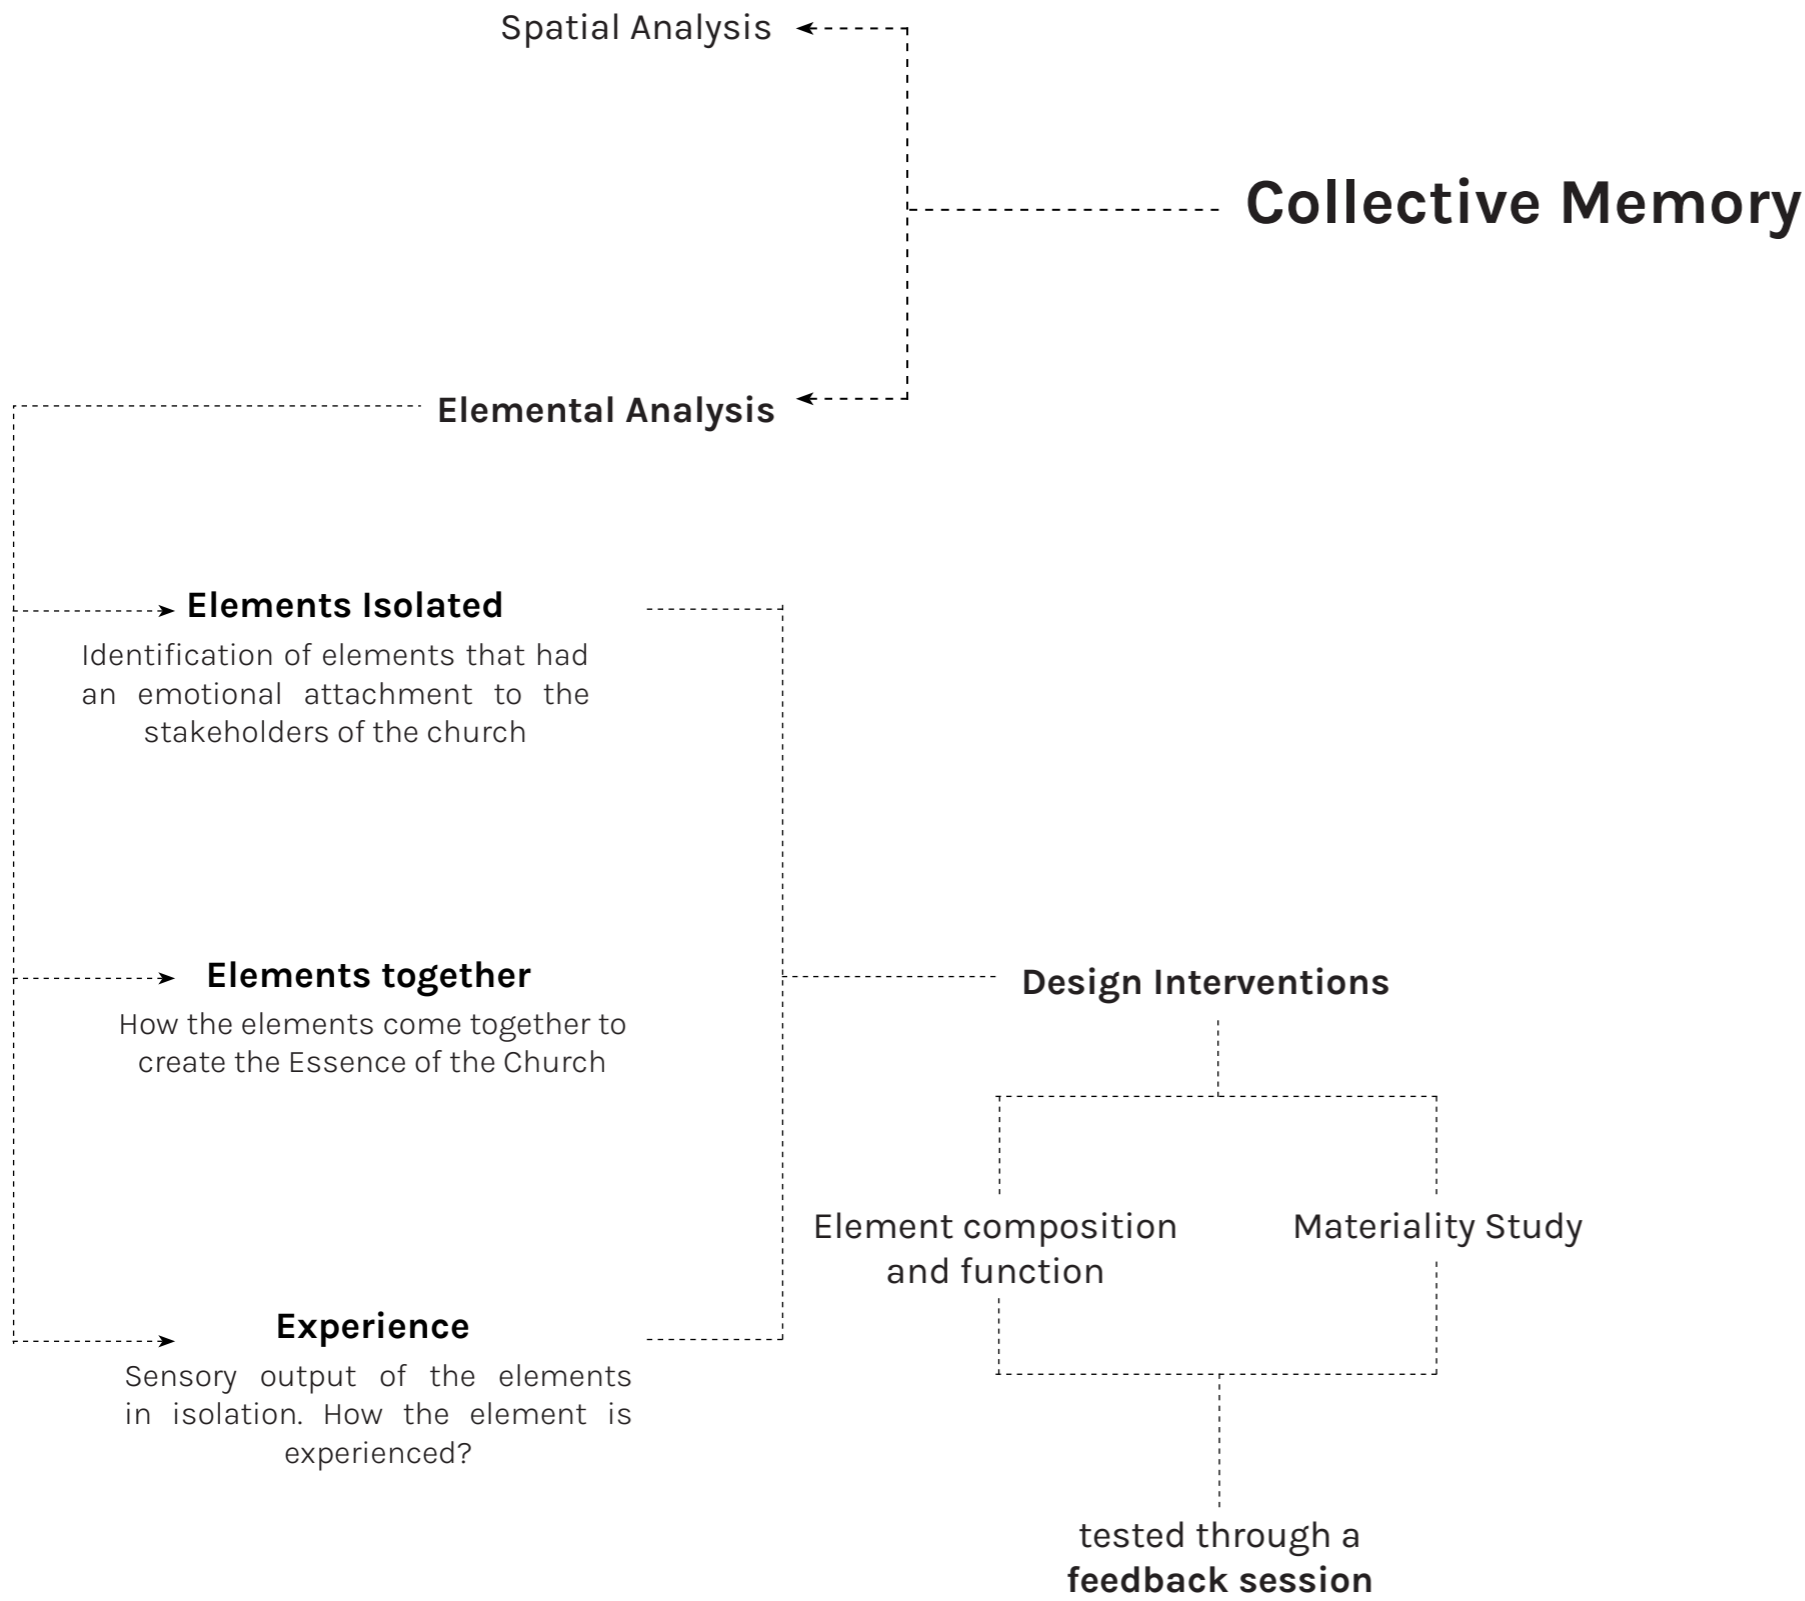 Spatial Analysis
Collective Memory
Elemental Analysis
Elements Isolated
Identification of elements that had
an emotional attachment to the
stakeholders of the church
Elements together
How the elements come together to
create the Essence of the Church
Experience
Sensory output of the elements
in isolation. How the element is
experienced?
Design Interventions
Element composition
and function
Materiality Study
tested through a
feedback session